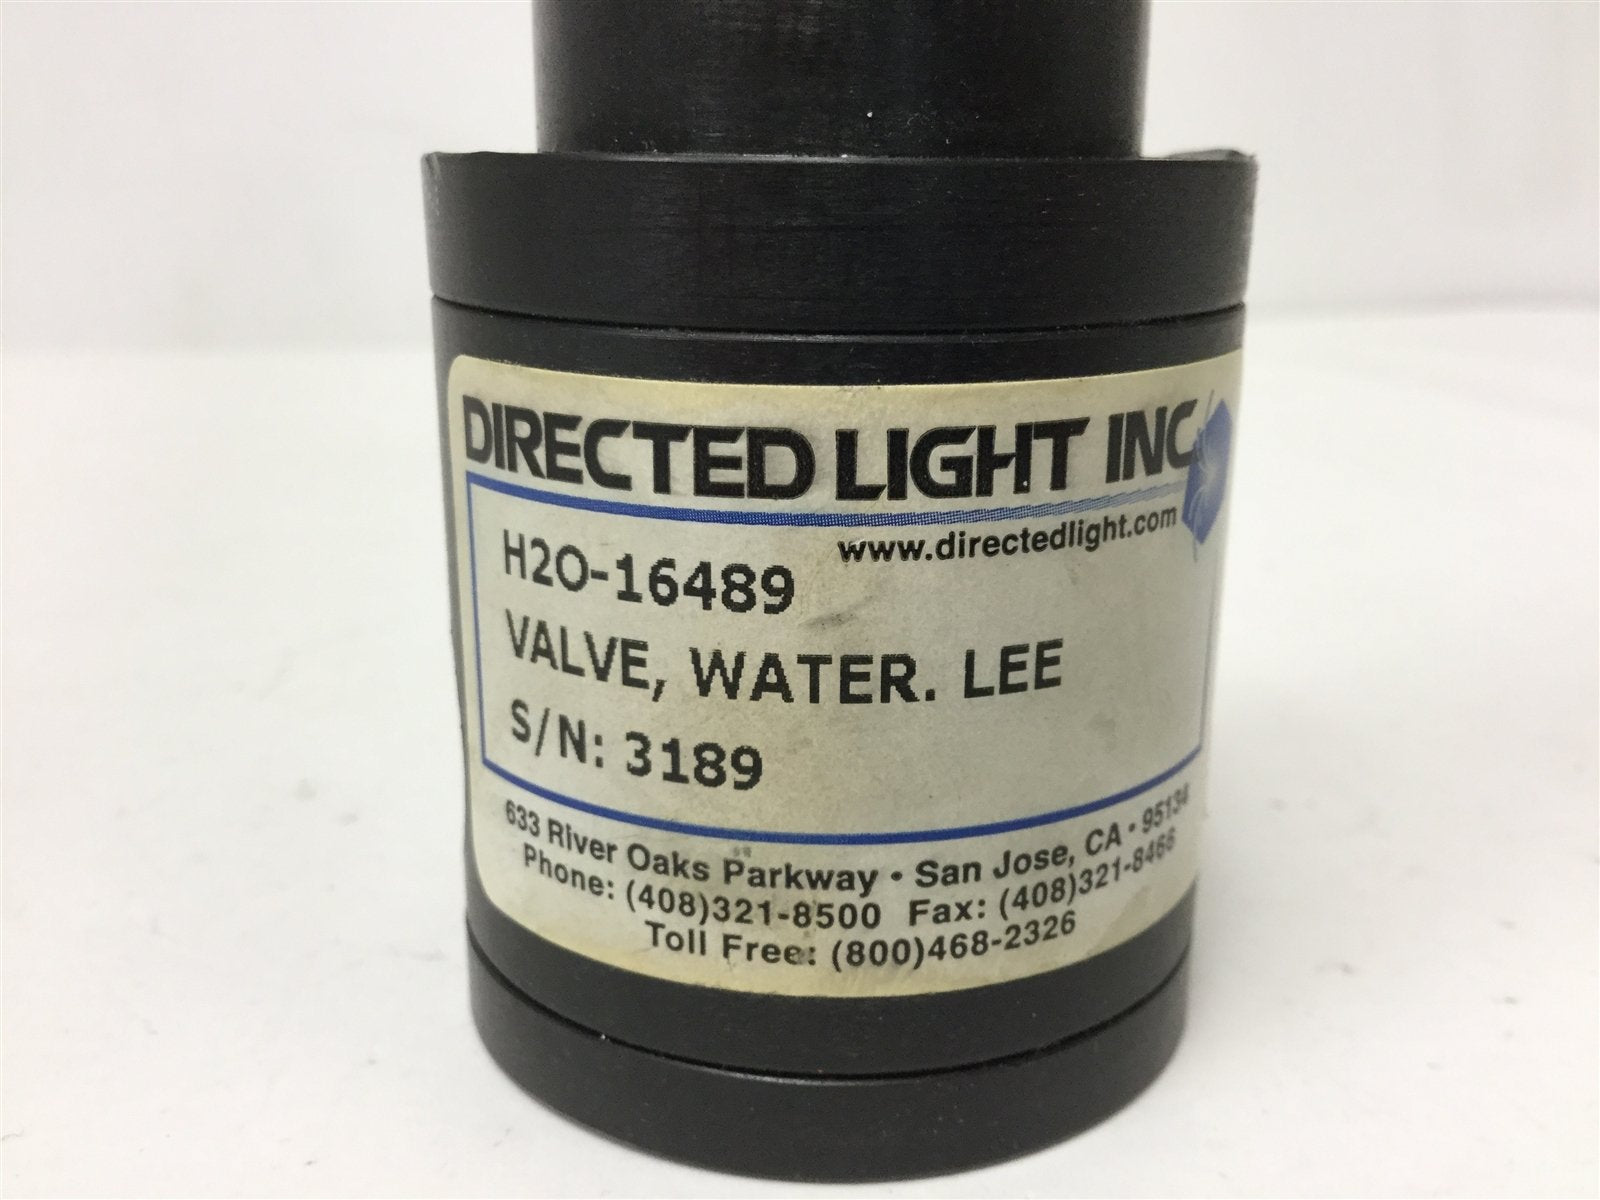 DIRECTED LIGHT INC
www.directedlight.com
H2O-16489
VALVE, WATER. LEE
S/N: 3189
633 River Oaks Parkway • San Jose, CA • 95134
Phone: (408)321-8500 Fax: (408)321-8466
Toll Free: (800)468-2326